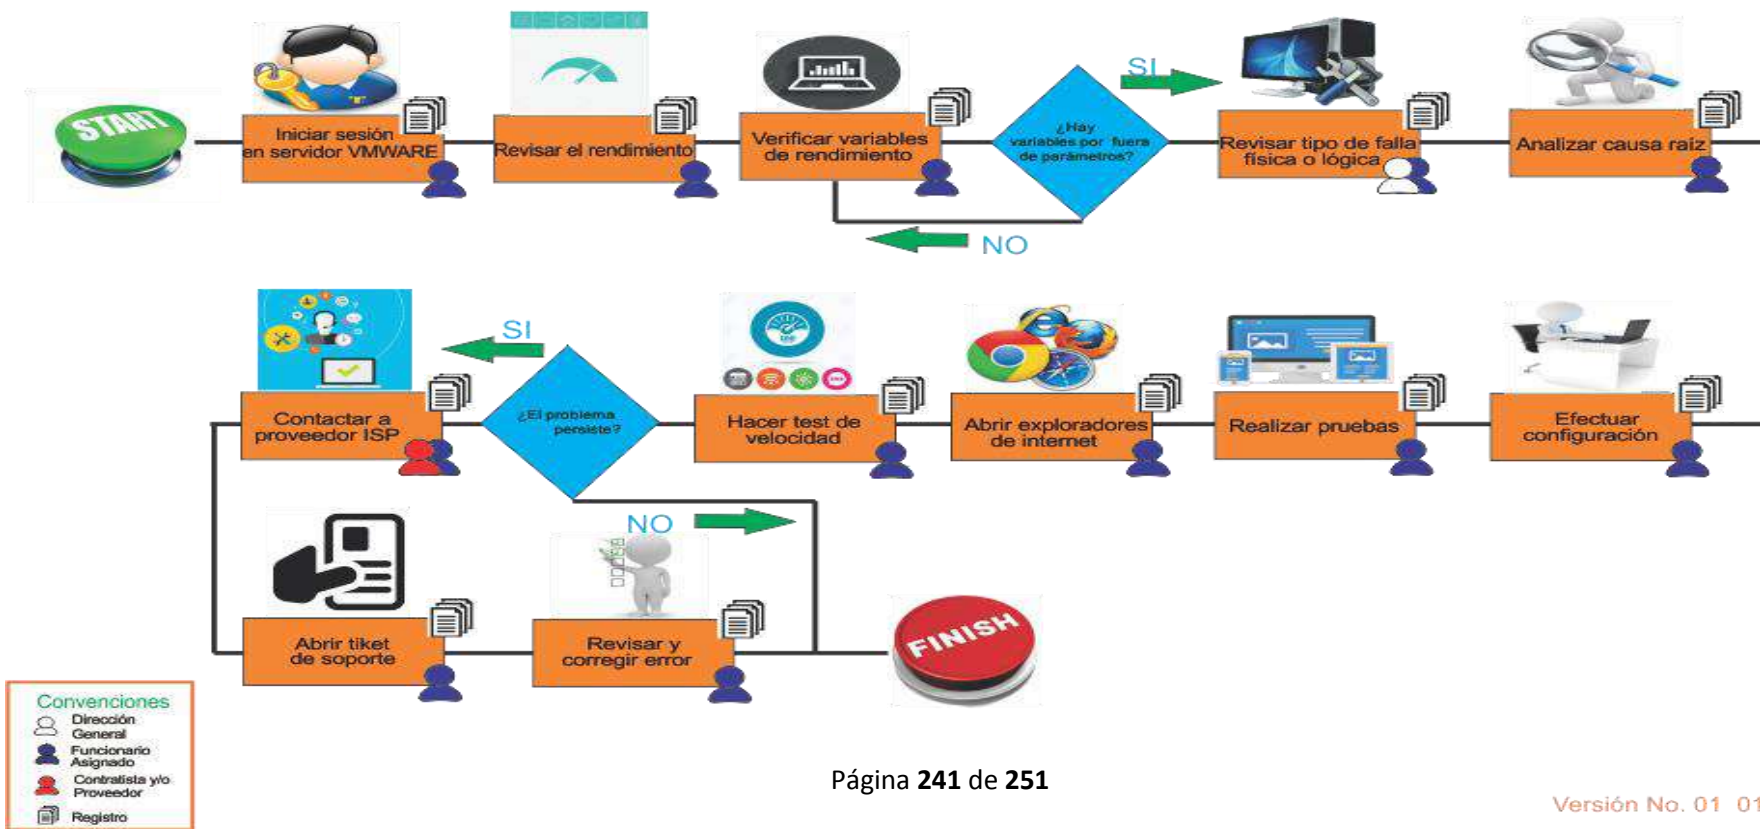 START
Iniciar sesión
en servidor VMWARE
Revisar el rendimiento
Verificar variables
de rendimiento
¿Hay
variables por fuera
de parámetros?
SI
NO
Revisar tipo de falla
física o lógica
Analizar causa raíz
Contactar a
proveedor ISP
SI
¿El problema
persiste?
NO
Hacer test de
velocidad
Abrir exploradores
de internet
Realizar pruebas
Efectuar
configuración
Abrir tiket
de soporte
Revisar y
corregir error
FINISH
Convenciones
Dirección
General
Funcionario
Asignado
Contratista y/o
Proveedor
Registro
Página 241 de 251
Versión No. 01 01